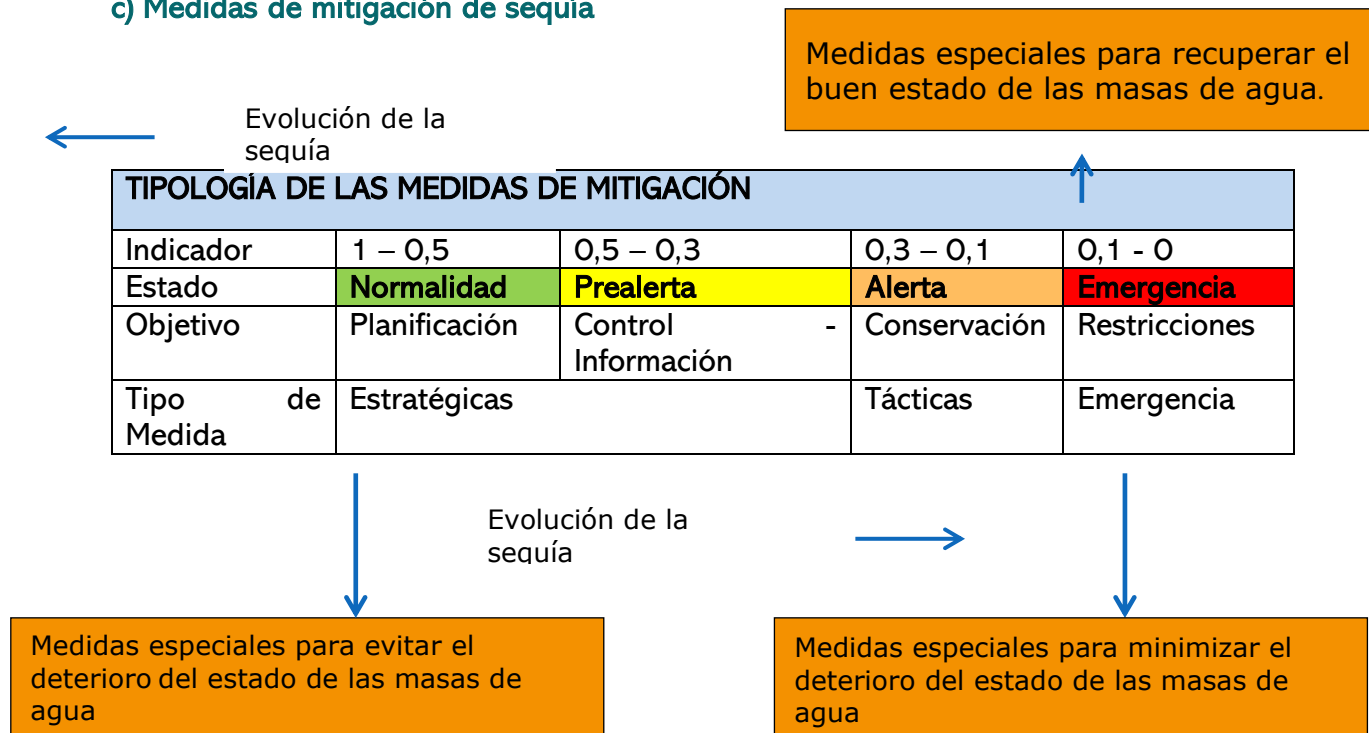 c) Medidas de mitigación de sequía
Medidas especiales para recuperar el
buen estado de las masas de agua.
Evolución de la
sequía
TIPOLOGÍA DE LAS MEDIDAS DE MITIGACIÓN
Indicador 1 – 0,5 0,5 – 0,3 0,3 – 0,1 0,1 - 0
Estado Normalidad Prealerta Alerta Emergencia
Objetivo Planificación Control - Conservación Restricciones
Información
Tipo de Estratégicas Tácticas Emergencia
Medida
Evolución de la
sequía
Medidas especiales para evitar el
deterioro del estado de las masas de
agua
Medidas especiales para minimizar el
deterioro del estado de las masas de
agua